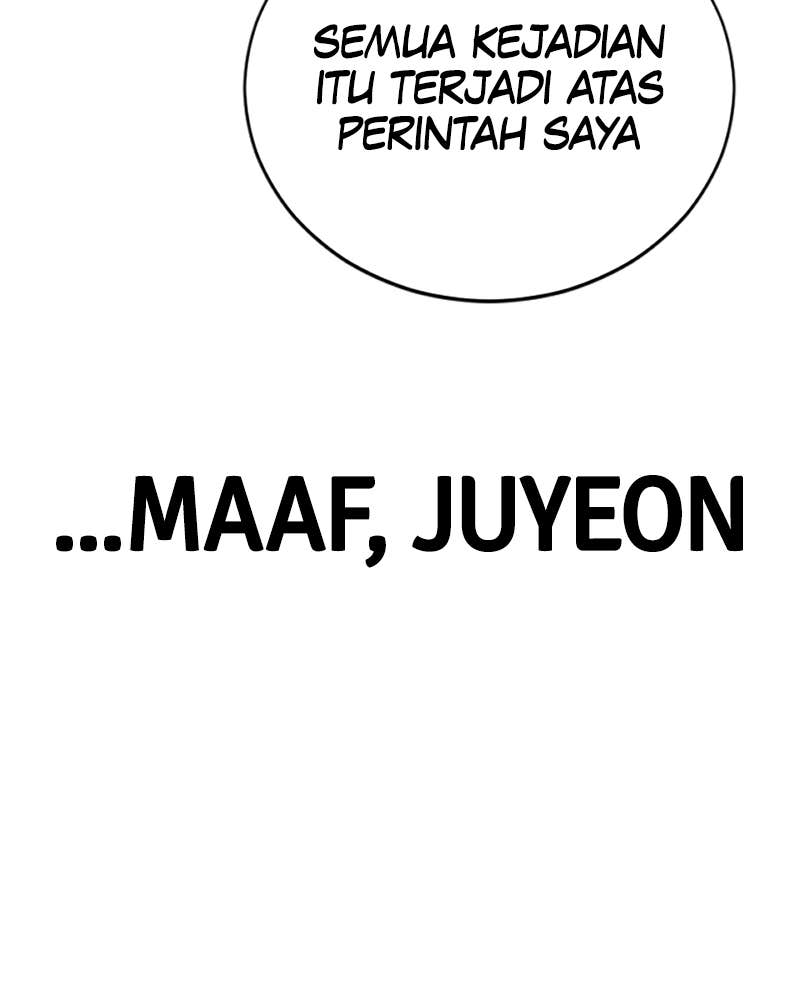 SEMUA KEJADIAN
ITU TERJADI ATAS
PERINTAH SAYA
...MAAF, JUYEON